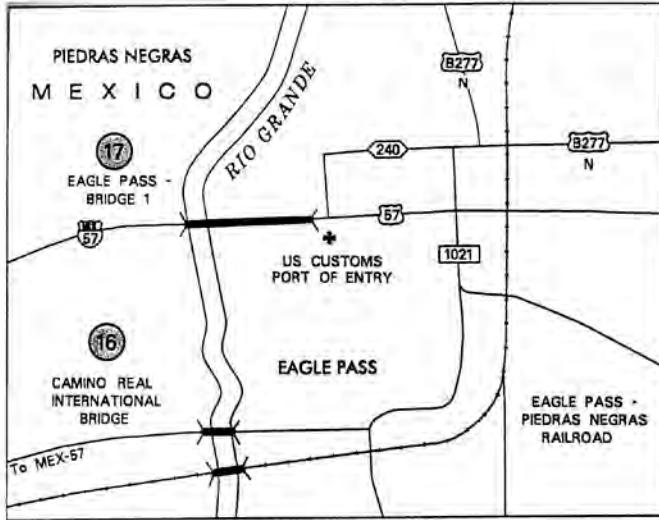 PIEDRAS NEGRAS
MEXICO
17
EAGLE PASS -
BRIDGE 1
RIO GRANDE
B277
N
240
B277
N
57
57
US CUSTOMS
PORT OF ENTRY
1021
16
CAMINO REAL
INTERNATIONAL
BRIDGE
EAGLE PASS
EAGLE PASS -
PIEDRAS NEGRAS
RAILROAD
To MEX-57